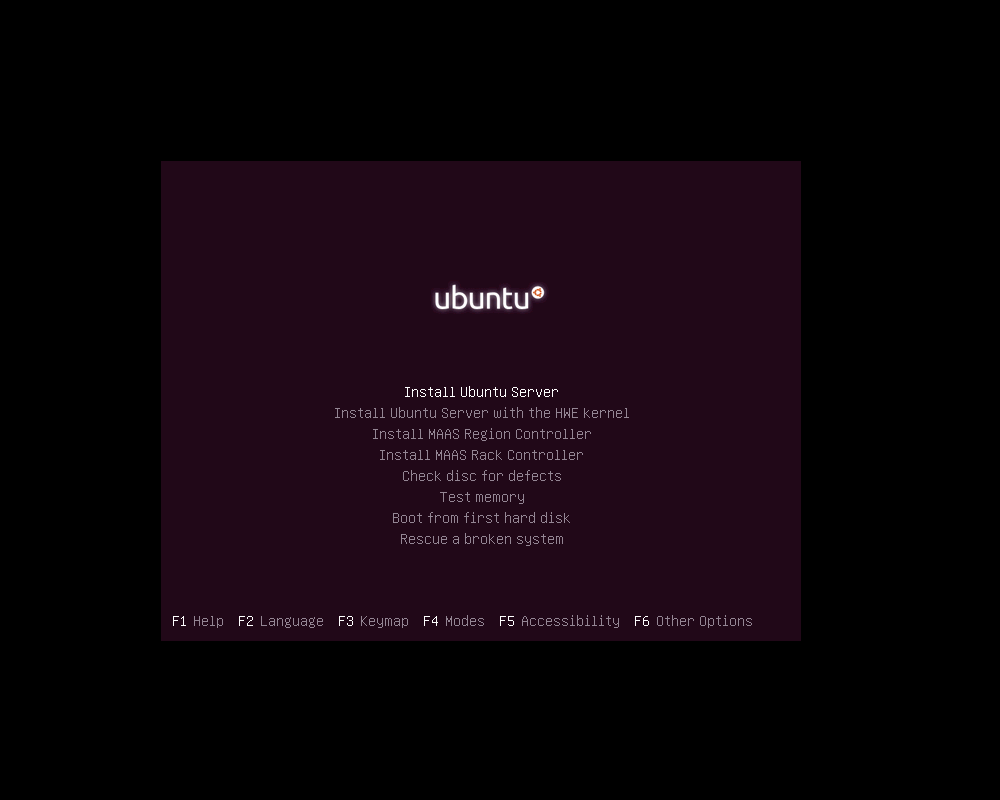 ubuntu
Install Ubuntu Server
Install Ubuntu Server with the HWE kernel
Install MAAS Region Controller
Install MAAS Rack Controller
Check disc for defects
Test memory
Boot from first hard disk
Rescue a broken system
F1 Help F2 Language F3 Keymap F4 Modes F5 Accessibility F6 Other Options